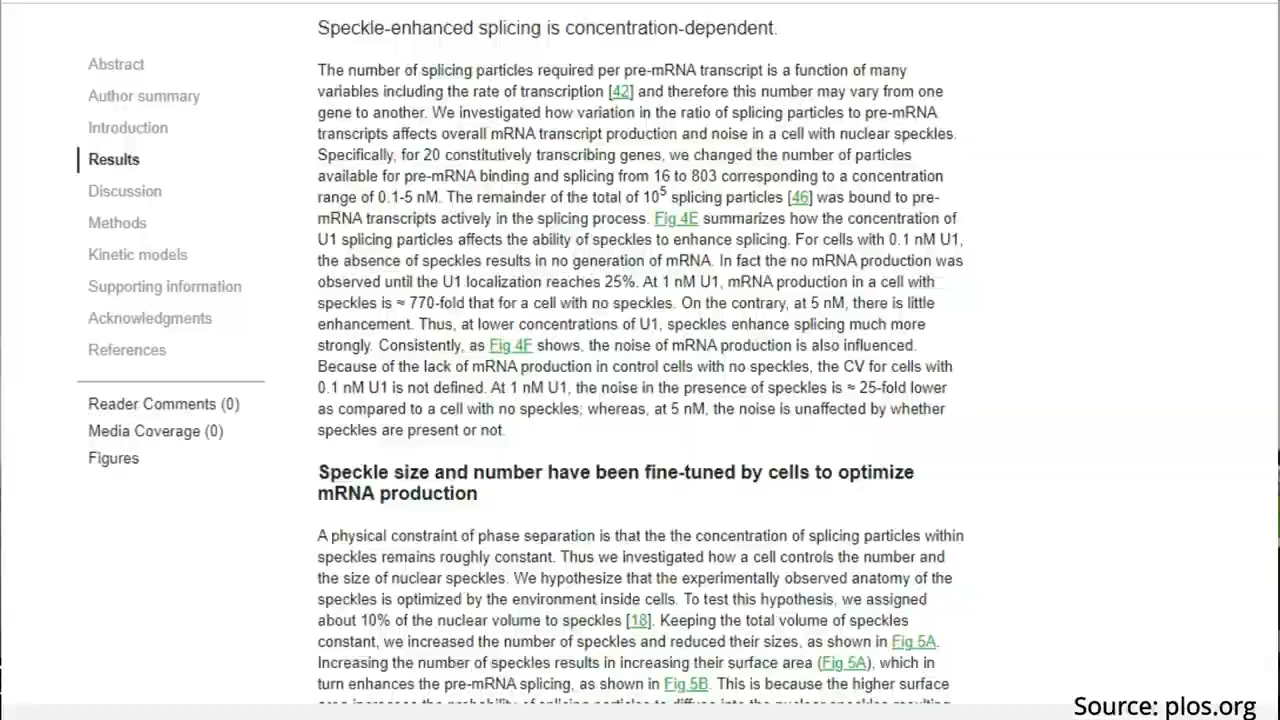 Speckle-enhanced splicing is concentration-dependent.
Abstract
Author summary
Introduction
Results
Discussion
Methods
Kinetic models
Supporting information
Acknowledgments
References
Reader Comments (0)
Media Coverage (0)
Figures
The number of splicing particles required per pre-mRNA transcript is a function of many
variables including the rate of transcription [42] and therefore this number may vary from one
gene to another. We investigated how variation in the ratio of splicing particles to pre-mRNA
transcripts affects overall mRNA transcript production and noise in a cell with nuclear speckles.
Specifically, for 20 constitutively transcribing genes, we changed the number of particles
available for pre-mRNA binding and splicing from 16 to 803 corresponding to a concentration
range of 0.1-5 nM. The remainder of the total of 10⁵ splicing particles [46] was bound to pre-
mRNA transcripts actively in the splicing process. Fig 4E summarizes how the concentration of
U1 splicing particles affects the ability of speckles to enhance splicing. For cells with 0.1 nM U1,
the absence of speckles results in no generation of mRNA. In fact the no mRNA production was
observed until the U1 localization reaches 25%. At 1 nM U1, mRNA production in a cell with
speckles is ≈ 770-fold that for a cell with no speckles. On the contrary, at 5 nM, there is little
enhancement. Thus, at lower concentrations of U1, speckles enhance splicing much more
strongly. Consistently, as Fig 4F shows, the noise of mRNA production is also influenced.
Because of the lack of mRNA production in control cells with no speckles, the CV for cells with
0.1 nM U1 is not defined. At 1 nM U1, the noise in the presence of speckles is ≈ 25-fold lower
as compared to a cell with no speckles; whereas, at 5 nM, the noise is unaffected by whether
speckles are present or not.
Speckle size and number have been fine-tuned by cells to optimize
mRNA production
A physical constraint of phase separation is that the the concentration of splicing particles within
speckles remains roughly constant. Thus we investigated how a cell controls the number and
the size of nuclear speckles. We hypothesize that the experimentally observed anatomy of the
speckles is optimized by the environment inside cells. To test this hypothesis, we assigned
about 10% of the nuclear volume to speckles [18]. Keeping the total volume of speckles
constant, we increased the number of speckles and reduced their sizes, as shown in Fig 5A.
Increasing the number of speckles results in increasing their surface area (Fig 5A), which in
turn enhances the pre-mRNA splicing, as shown in Fig 5B. This is because the higher surface
Source: plos.org